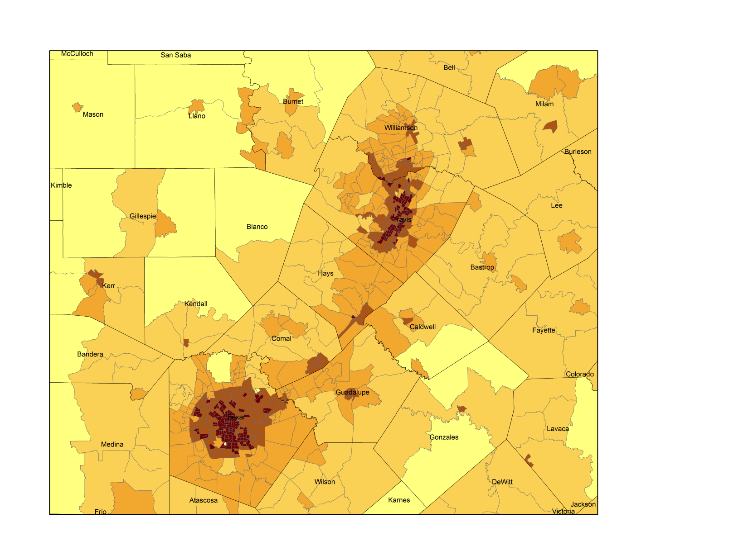 McCulloch
San Saba
Bell
Burnet
Milam
Mason
Llano
Williamson
Burleson
Kimble
Lee
Gillespie
Travis
Blanco
Bastrop
Hays
Kerr
Kendall
Caldwell
Fayette
Comal
Bandera
Colorado
Guadalupe
Lavaca
Gonzales
Medina
Wilson
DeWitt
Atascosa
Karnes
Jackson
Frio
Victoria